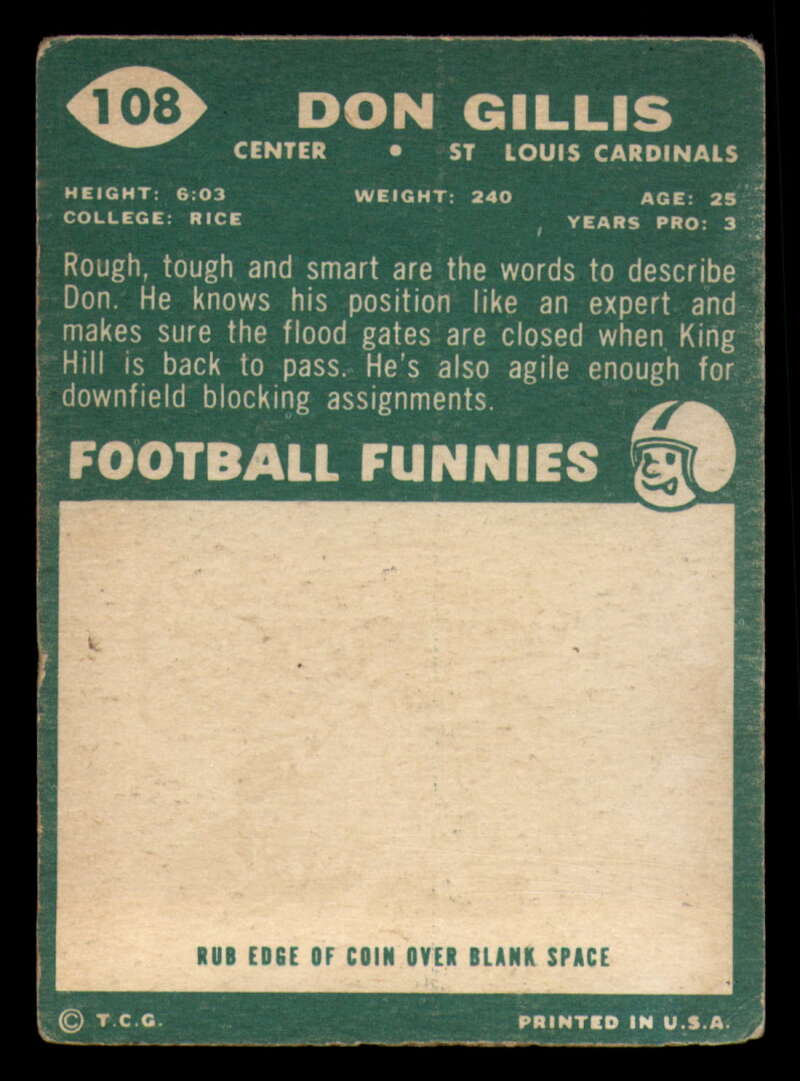 108
DON GILLIS
CENTER • ST LOUIS CARDINALS
HEIGHT: 6:03 WEIGHT: 240 AGE: 25
COLLEGE: RICE YEARS PRO: 3
Rough, tough and smart are the words to describe
Don. He knows his position like an expert and
makes sure the flood gates are closed when King
Hill is back to pass. He's also agile enough for
downfield blocking assignments.
FOOTBALL FUNNIES
RUB EDGE OF COIN OVER BLANK SPACE
© T.C.G. PRINTED IN U.S.A.